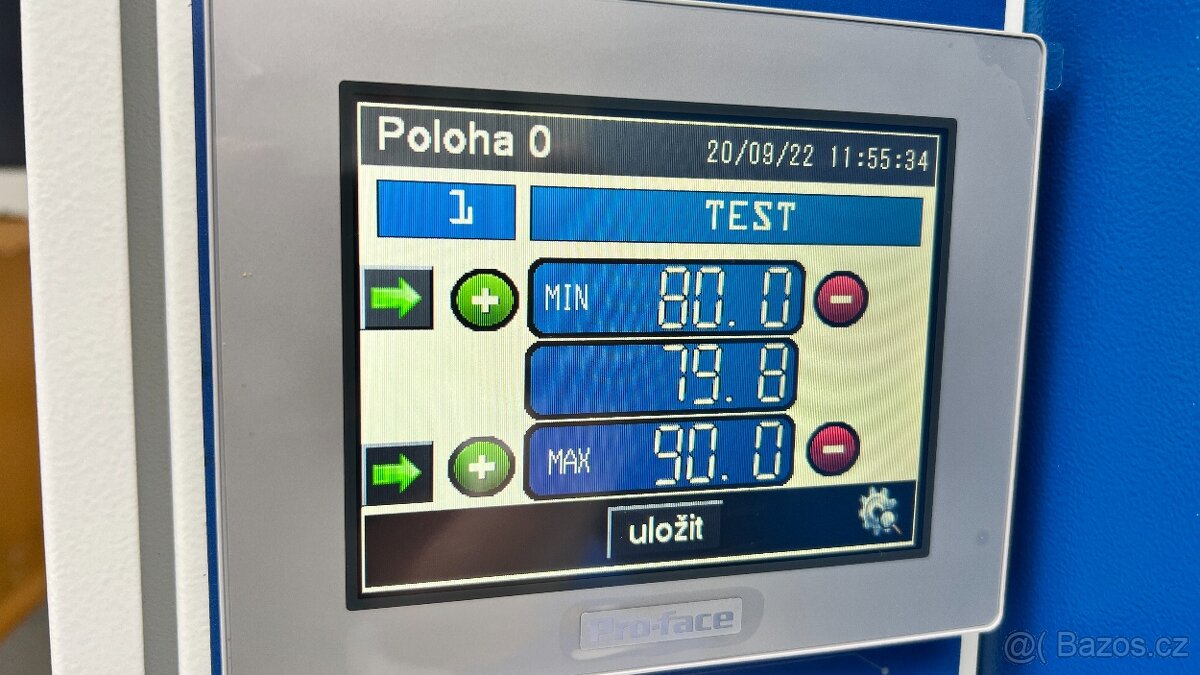 Poloha 0
20/09/22 11:55:34
1 TEST
+ MIN 80.0 -
79.8
+ MAX 90.0 -
uložit
Pro-face
@( Bazos.cz